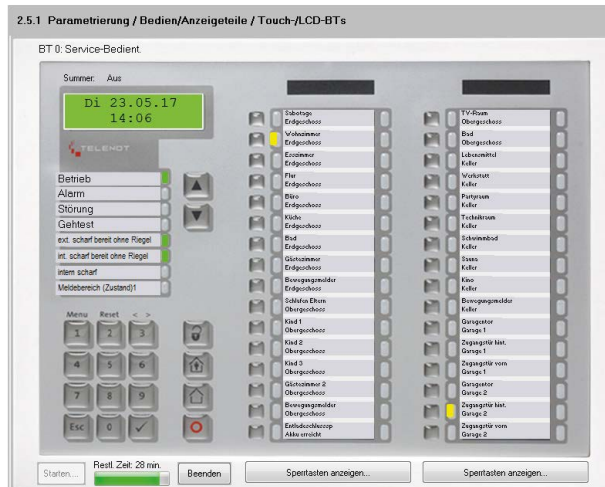 2.5.1 Parametrierung / Bedien/Anzeigeteile / Touch-/LCD-BTs
BT 0: Service-Bedient.
Summer: Aus
Di 23.05.17
14:06
TELENOT
Betrieb
Alarm
Störung
Gehtest
ext. scharf bereit ohne Riegel
int. scharf bereit ohne Riegel
intern scharf
Meldebereich (Zustand)1
Menu Reset < >
1 2 3
4 5 6
7 8 9
Esc 0
Sabotage
Erdgeschoss
Wohnzimmer
Erdgeschoss
Esszimmer
Erdgeschoss
Flur
Erdgeschoss
Büro
Erdgeschoss
Küche
Erdgeschoss
Bad
Erdgeschoss
Gästezimmer
Erdgeschoss
Bewegungsmelder
Erdgeschoss
Schlafen Eltern
Obergeschoss
Kind 1
Obergeschoss
Kind 2
Obergeschoss
Kind 3
Obergeschoss
Gästezimmer 2
Obergeschoss
Bewegungsmelder
Obergeschoss
Entladeschlussp
Akku erreicht
TV-Raum
Obergeschoss
Bad
Obergeschoss
Lebensmittel
Keller
Werkstatt
Keller
Partyraum
Keller
Technikraum
Keller
Schwimmbad
Keller
Sauna
Keller
Kino
Keller
Bewegungsmelder
Keller
Garagentor
Garage 1
Zugangstür hint.
Garage 1
Zugangstür vorn
Garage 1
Garagentor
Garage 2
Zugangstür hint.
Garage 2
Zugangstür vorn
Garage 2
Starten....
Restl. Zeit: 28 min.
Beenden
Sperrtasten anzeigen...
Sperrtasten anzeigen...